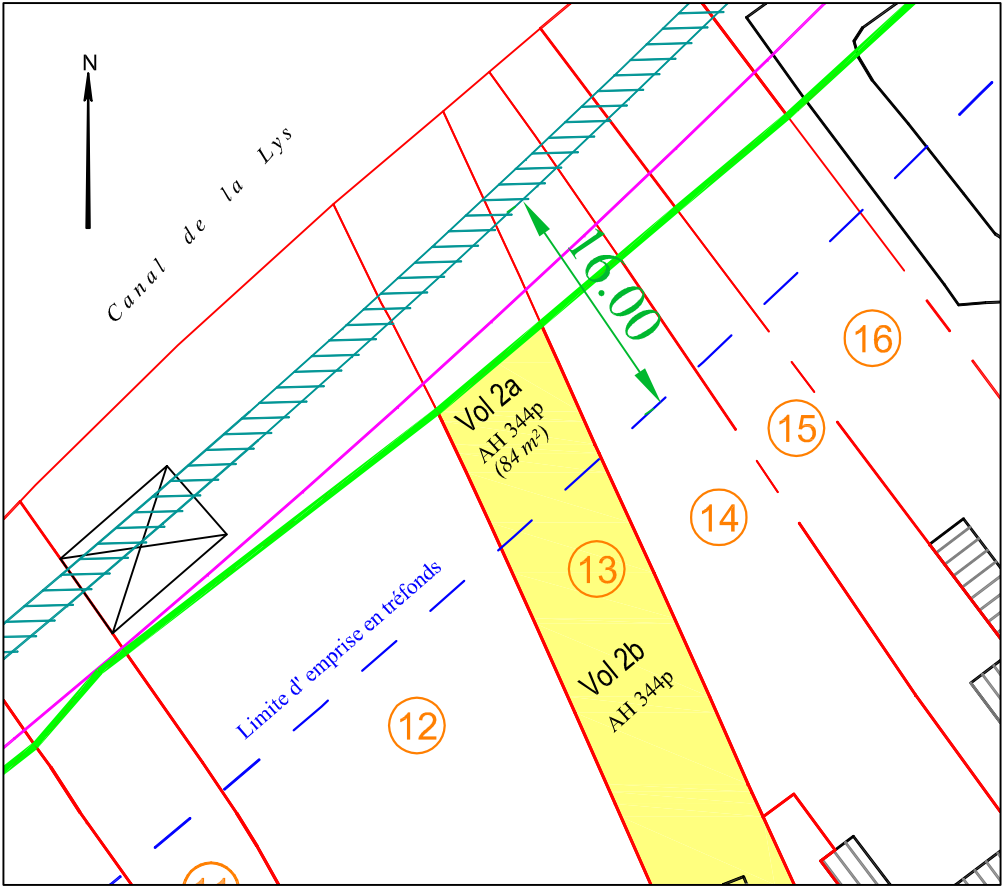 N
Canal de la Lys
16.00
16
Vol 2a
AH 344p
(84 m²)
15
14
13
Limite d' emprise en tréfonds
Vol 2b
AH 344p
12